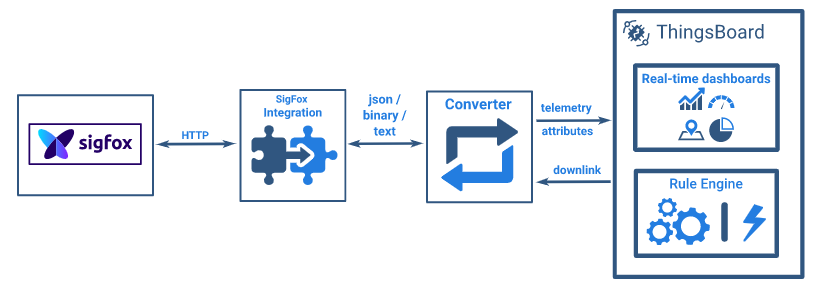 sigfox
HTTP
SigFox
Integration
json /
binary /
text
Converter
telemetry
attributes
downlink
ThingsBoard
Real-time dashboards
Rule Engine